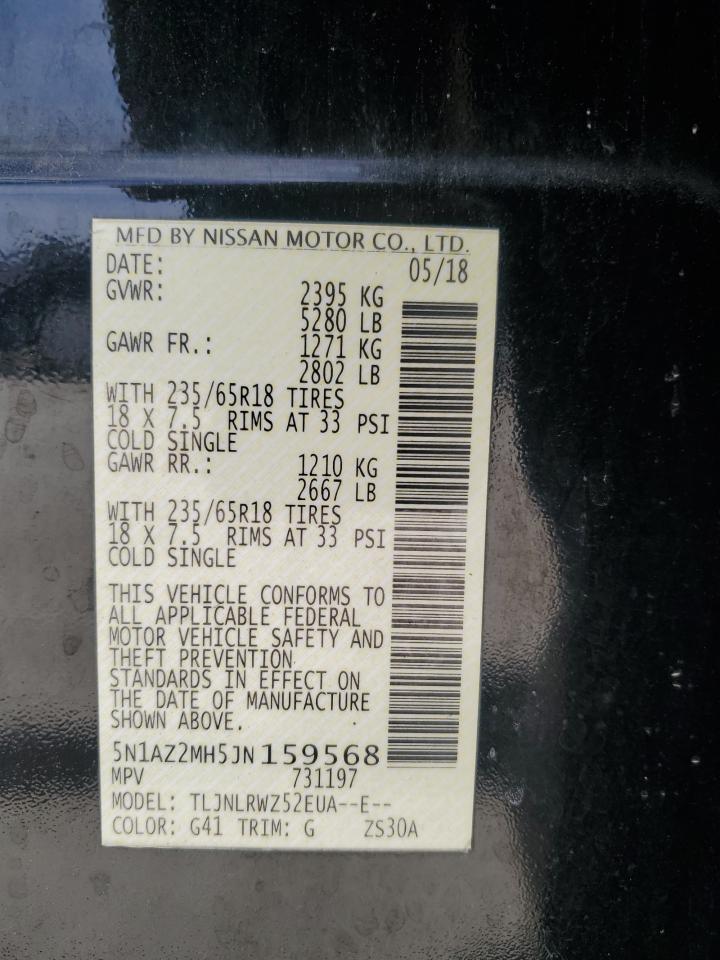 MFD BY NISSAN MOTOR CO., LTD.
DATE: 05/18
GVWR: 2395 KG
5280 LB
GAWR FR.: 1271 KG
2802 LB
WITH 235/65R18 TIRES
18 X 7.5 RIMS AT 33 PSI
COLD SINGLE
GAWR RR.: 1210 KG
2667 LB
WITH 235/65R18 TIRES
18 X 7.5 RIMS AT 33 PSI
COLD SINGLE
THIS VEHICLE CONFORMS TO
ALL APPLICABLE FEDERAL
MOTOR VEHICLE SAFETY AND
THEFT PREVENTION
STANDARDS IN EFFECT ON
THE DATE OF MANUFACTURE
SHOWN ABOVE.
5N1AZ2MH5JN159568
MPV 731197
MODEL: TLJNLRWZ52EUA--E--
COLOR: G41 TRIM: G ZS30A